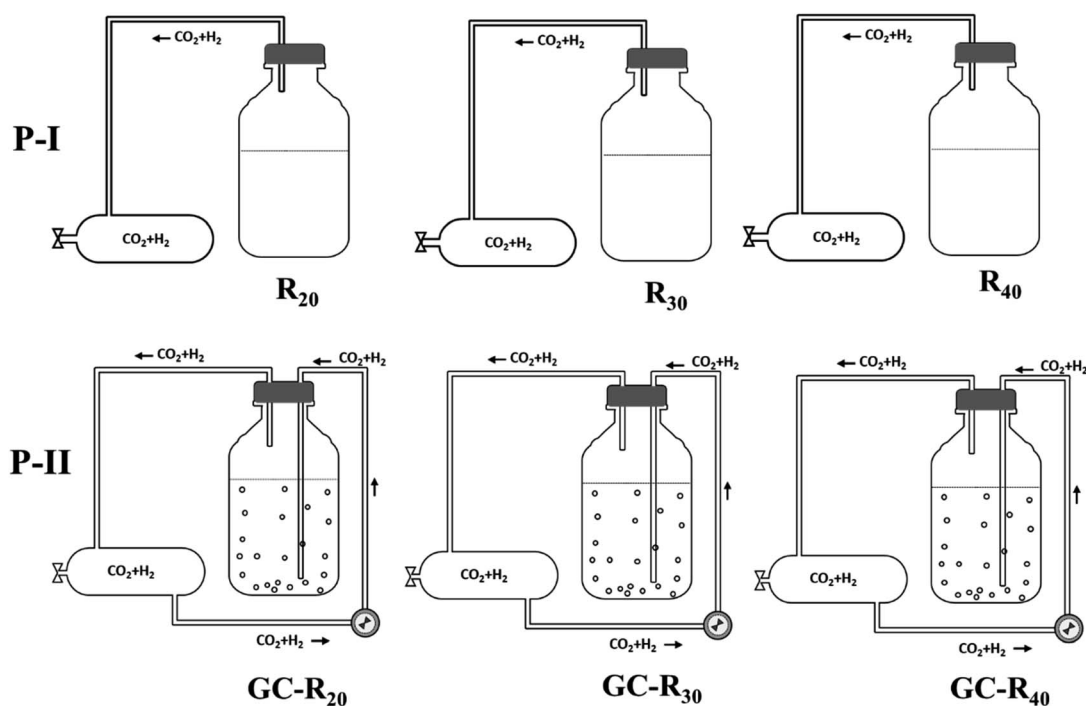 P-I
← CO₂+H₂
CO₂+H₂
R₂₀
← CO₂+H₂
CO₂+H₂
R₃₀
← CO₂+H₂
CO₂+H₂
R₄₀
P-II
← CO₂+H₂
← CO₂+H₂
CO₂+H₂
CO₂+H₂ →
GC-R₂₀
← CO₂+H₂
← CO₂+H₂
CO₂+H₂
CO₂+H₂ →
GC-R₃₀
← CO₂+H₂
← CO₂+H₂
CO₂+H₂
CO₂+H₂ →
GC-R₄₀